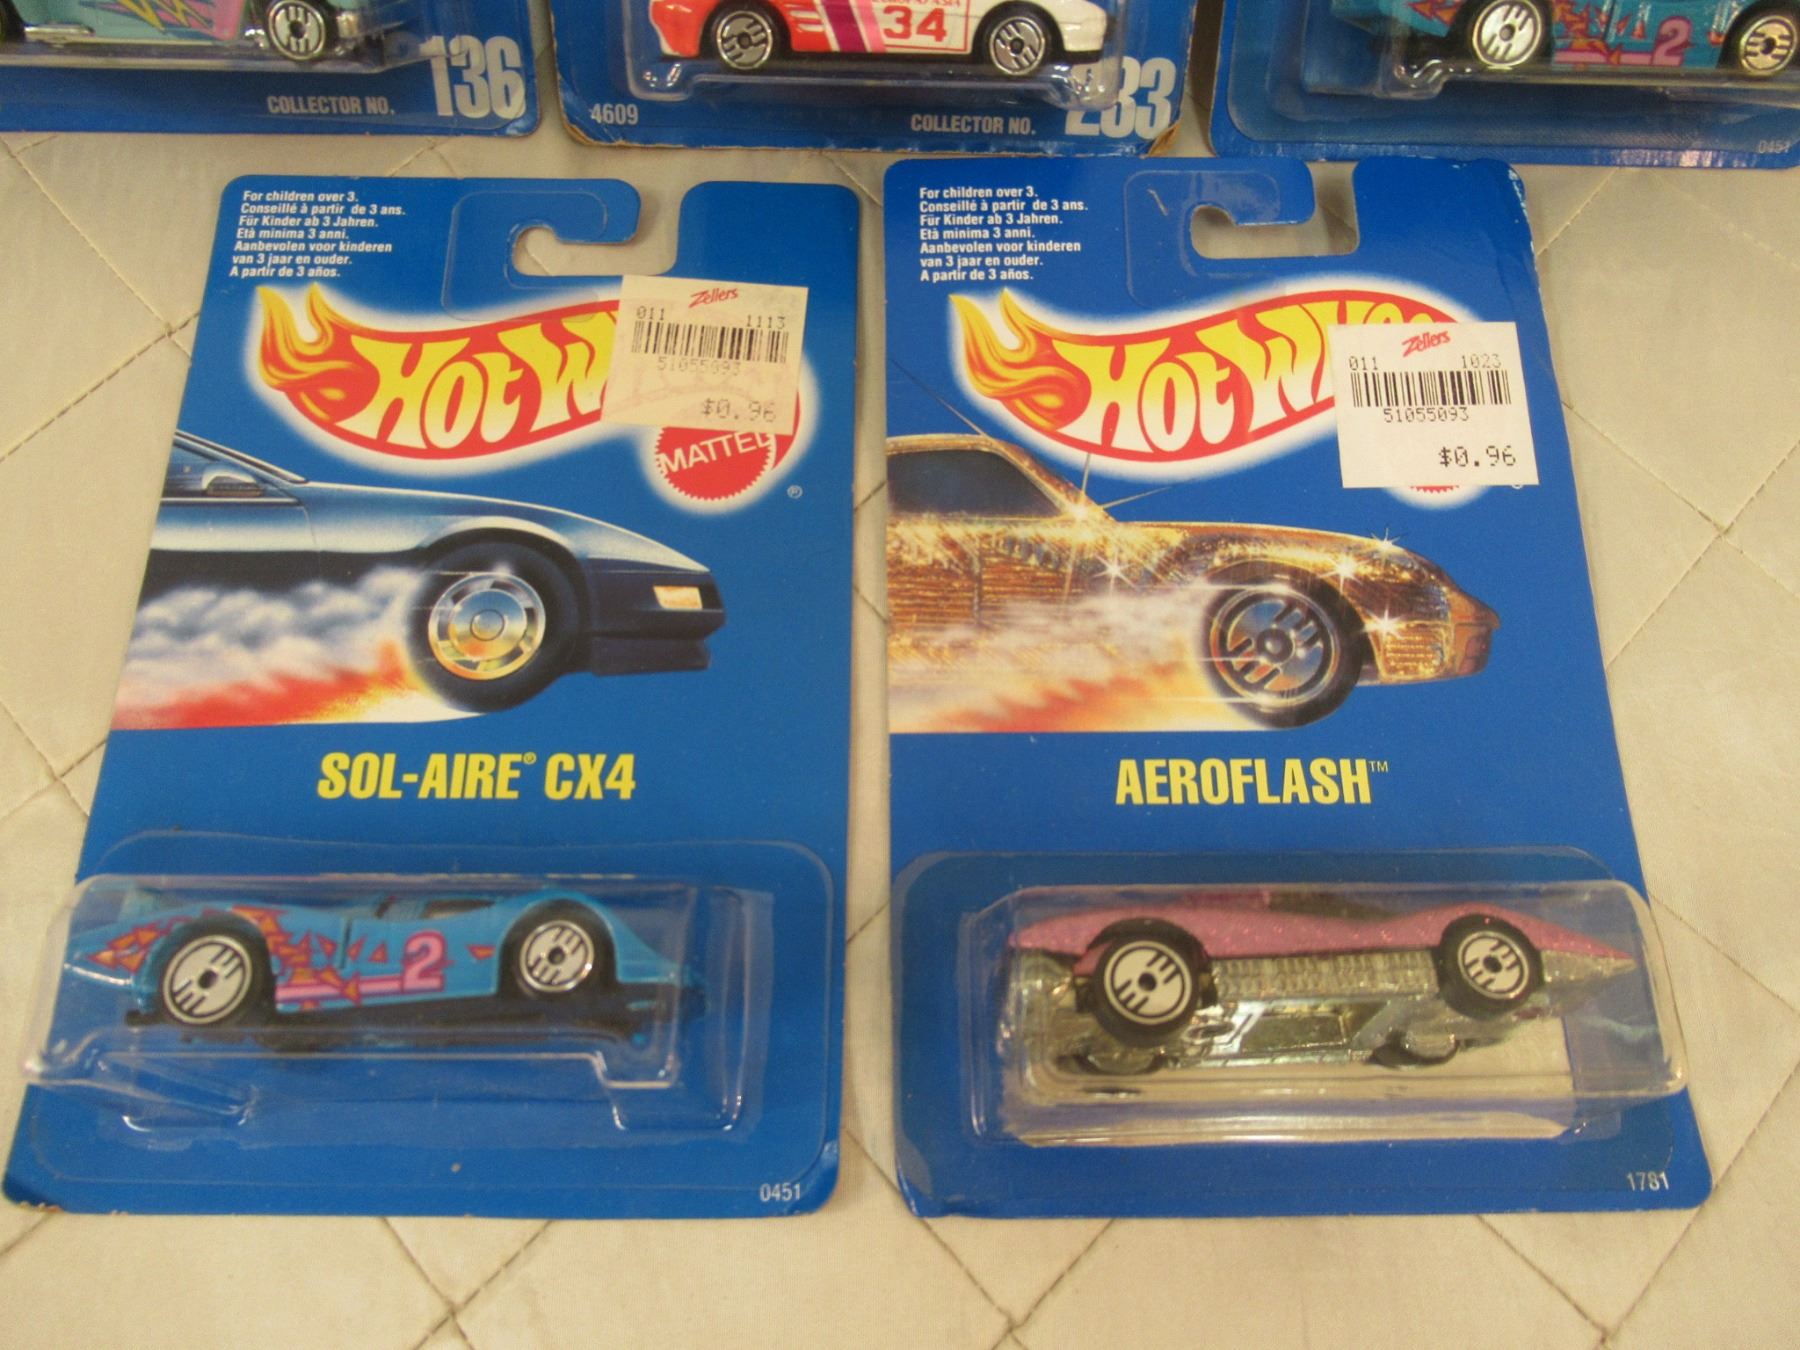 COLLECTOR NO. 136
34
4609
COLLECTOR NO.
2
0451
For children over 3.
Conseillé à partir de 3 ans.
Für Kinder ab 3 Jahren.
Età minima 3 anni.
Aanbevolen voor kinderen
van 3 jaar en ouder.
A partir de 3 años.
Zellers
011 1113
51055093
$0.96
HOT
MATTEL
®
SOL-AIRE® CX4
2
0451
For children over 3.
Conseillé à partir de 3 ans.
Für Kinder ab 3 Jahren.
Età minima 3 anni.
Aanbevolen voor kinderen
van 3 jaar en ouder.
A partir de 3 años.
Zellers
011 1023
51055093
$0.96
HOT
AEROFLASH™
1781